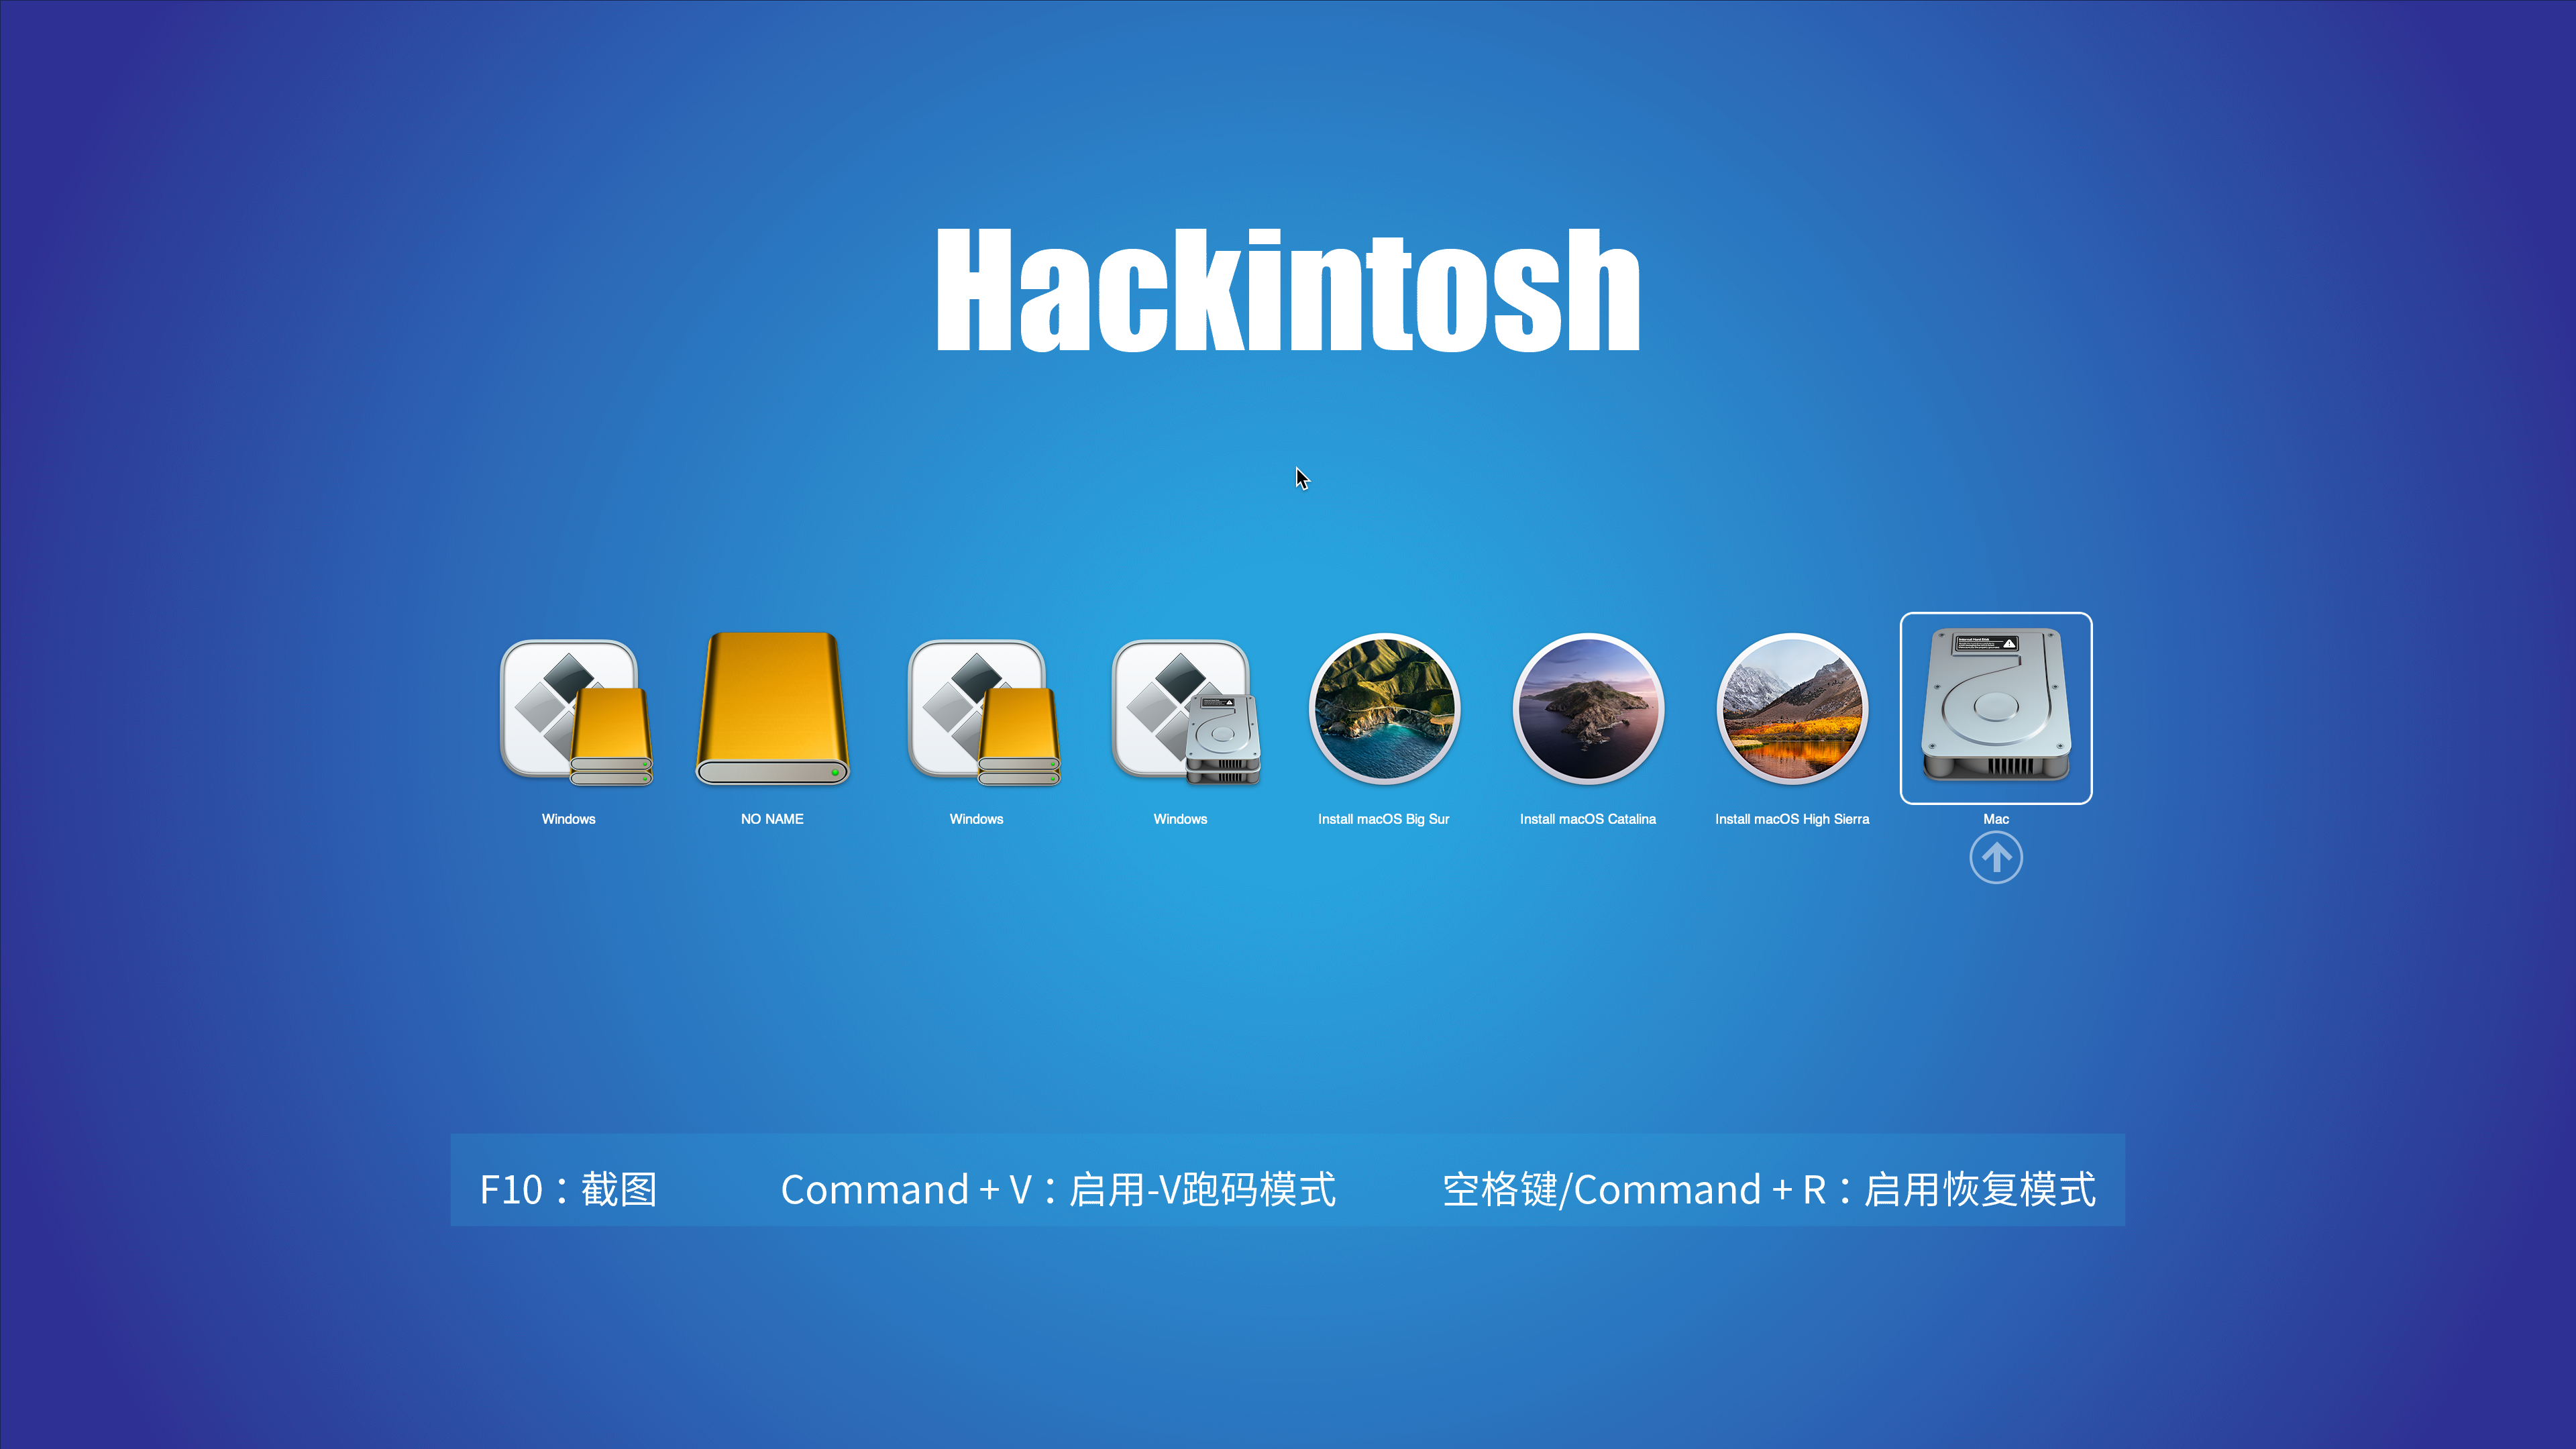 Hackintosh
Windows
NO NAME
Windows
Windows
Install macOS Big Sur
Install macOS Catalina
Install macOS High Sierra
Mac
F10：截图
Command + V：启用-V跑码模式
空格键/Command + R：启用恢复模式